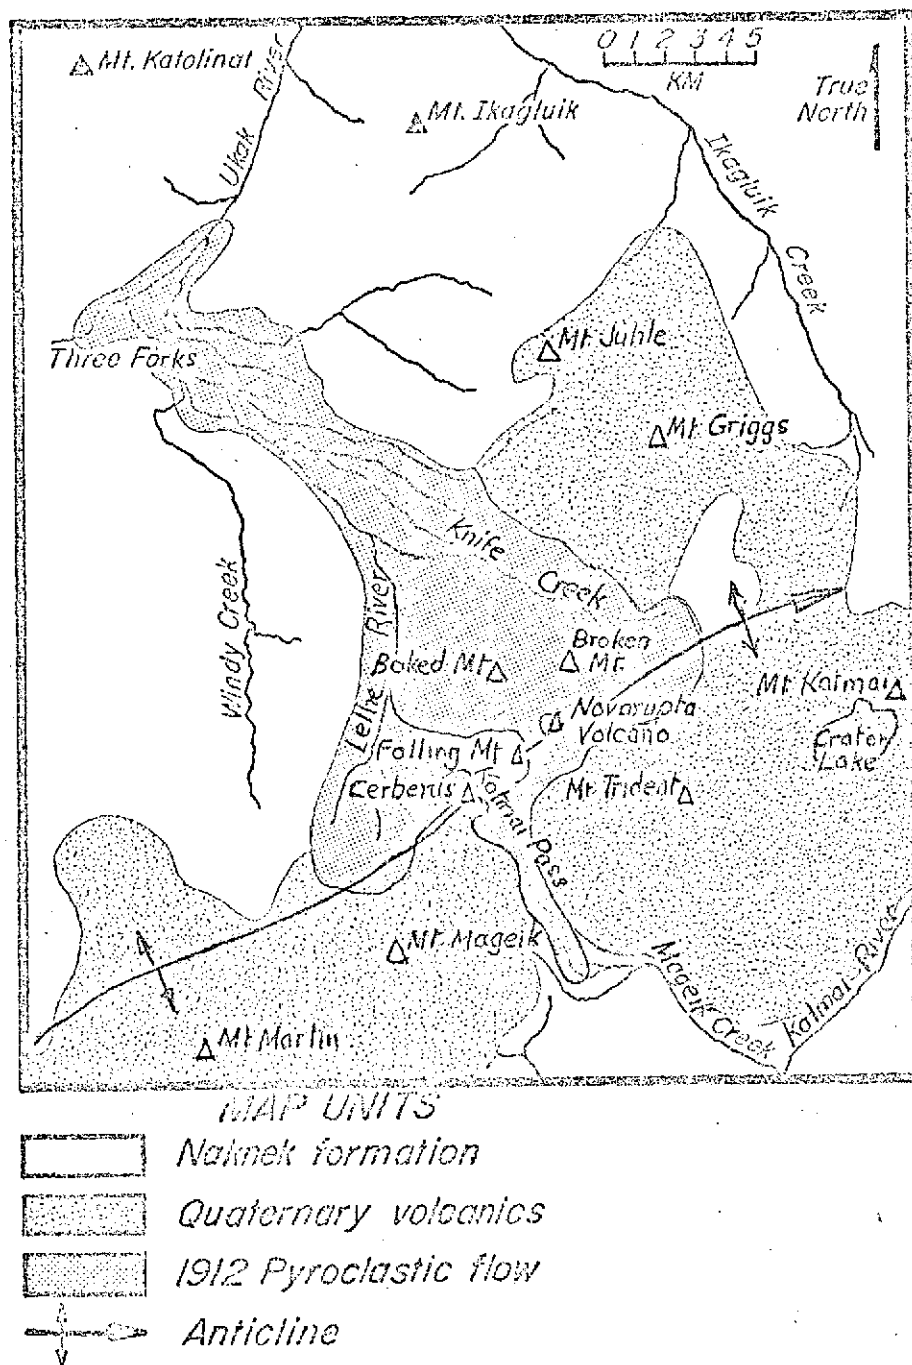 Mt. Katolinat
Ukak River
Mt. Ikagluik
0 1 2 3 4 5
KM
True
North
Ikagluik Creek
Three Forks
Mt. Juhle
Mt Griggs
Knife Creek
Windy Creek
Lethe River
Baked Mt
Broken
Mt.
Mt Katmai
Crater
Lake
Novarupta
Volcano
Falling Mt
Cerberus
Katmai Pass
Mt. Trident
Mt. Mageik
Mageik Creek
Katmai River
Mt Martin
MAP UNITS
Naknek formation
Quaternary volcanics
1912 Pyroclastic flow
Anticline